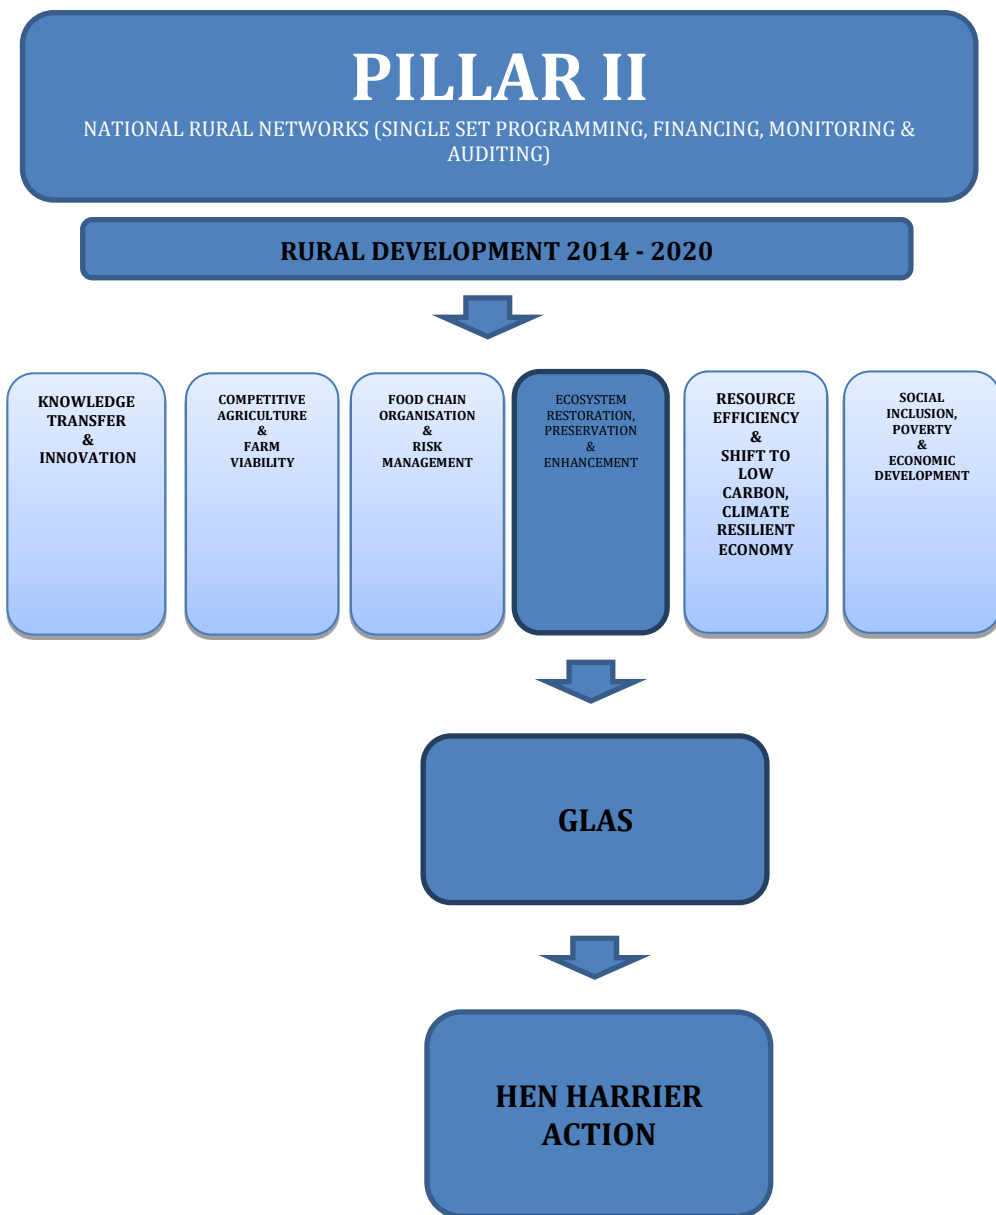 PILLAR II
NATIONAL RURAL NETWORKS (SINGLE SET PROGRAMMING, FINANCING, MONITORING &
AUDITING)
RURAL DEVELOPMENT 2014 - 2020
KNOWLEDGE
TRANSFER
&
INNOVATION
COMPETITIVE
AGRICULTURE
&
FARM
VIABILITY
FOOD CHAIN
ORGANISATION
&
RISK
MANAGEMENT
ECOSYSTEM
RESTORATION,
PRESERVATION
&
ENHANCEMENT
RESOURCE
EFFICIENCY
&
SHIFT TO
LOW
CARBON,
CLIMATE
RESILIENT
ECONOMY
SOCIAL
INCLUSION,
POVERTY
&
ECONOMIC
DEVELOPMENT
GLAS
HEN HARRIER
ACTION